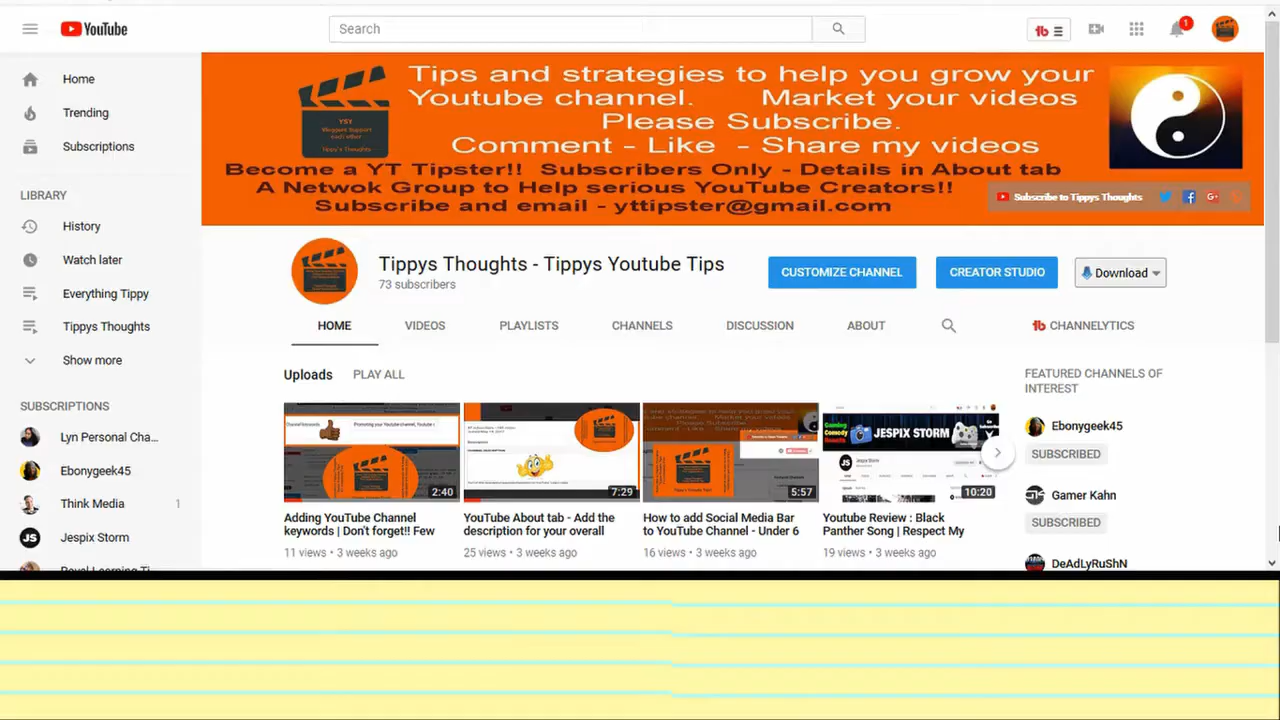 YouTube
Search
1
Tips and strategies to help you grow your
Youtube channel. Market your videos
Please Subscribe.
Comment - Like - Share my videos
Become a YT Tipster!! Subscribers Only - Details in About tab
A Netwok Group to Help serious YouTube Creators!!
Subscribe and email - yttipster@gmail.com
Subscribe to Tippys Thoughts
Home
Trending
Subscriptions
LIBRARY
History
Watch later
Everything Tippy
Tippys Thoughts
Show more
SUBSCRIPTIONS
Lyn Personal Cha...
Ebonygeek45
Think Media 1
Jespix Storm
Tippys Thoughts - Tippys Youtube Tips
73 subscribers
CUSTOMIZE CHANNEL
CREATOR STUDIO
Download
HOME VIDEOS PLAYLISTS CHANNELS DISCUSSION ABOUT
CHANNELYTICS
Uploads PLAY ALL
2:40
Adding YouTube Channel
keywords | Don't forget!! Few
11 views • 3 weeks ago
7:29
YouTube About tab - Add the
description for your overall
25 views • 3 weeks ago
5:57
How to add Social Media Bar
to YouTube Channel - Under 6
16 views • 3 weeks ago
JESPIX STORM
10:20
Youtube Review : Black
Panther Song | Respect My
19 views • 3 weeks ago
FEATURED CHANNELS OF
INTEREST
Ebonygeek45
SUBSCRIBED
Gamer Kahn
SUBSCRIBED
DeAdLyRuShN